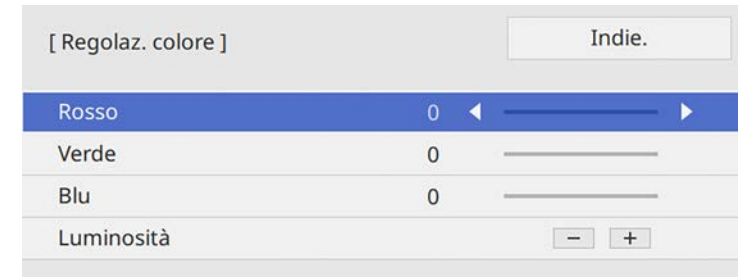 [ Regolaz. colore ] Indie.
Rosso 0
Verde 0
Blu 0
Luminosità − +